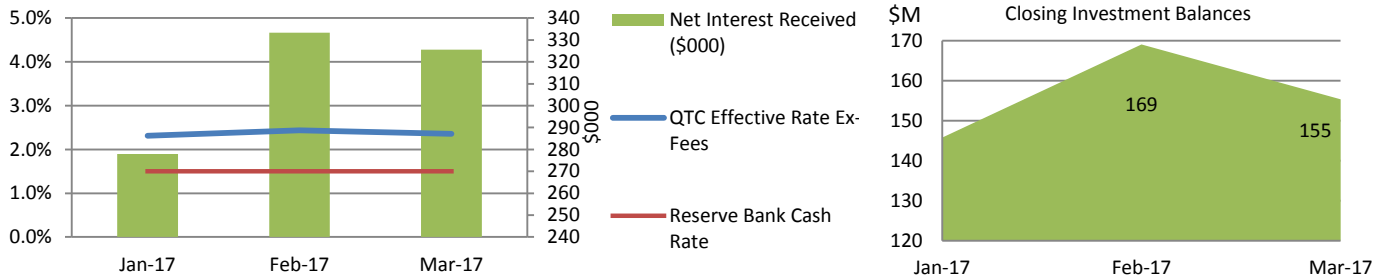 5.0%
4.0%
3.0%
2.0%
1.0%
0.0%
Jan-17
Feb-17
Mar-17
340
330
320
310
300
290
280
270
260
250
240
$000
Net Interest Received
($000)
QTC Effective Rate Ex-
Fees
Reserve Bank Cash
Rate
$M
Closing Investment Balances
170
160
150
140
130
120
169
155
Jan-17
Feb-17
Mar-17